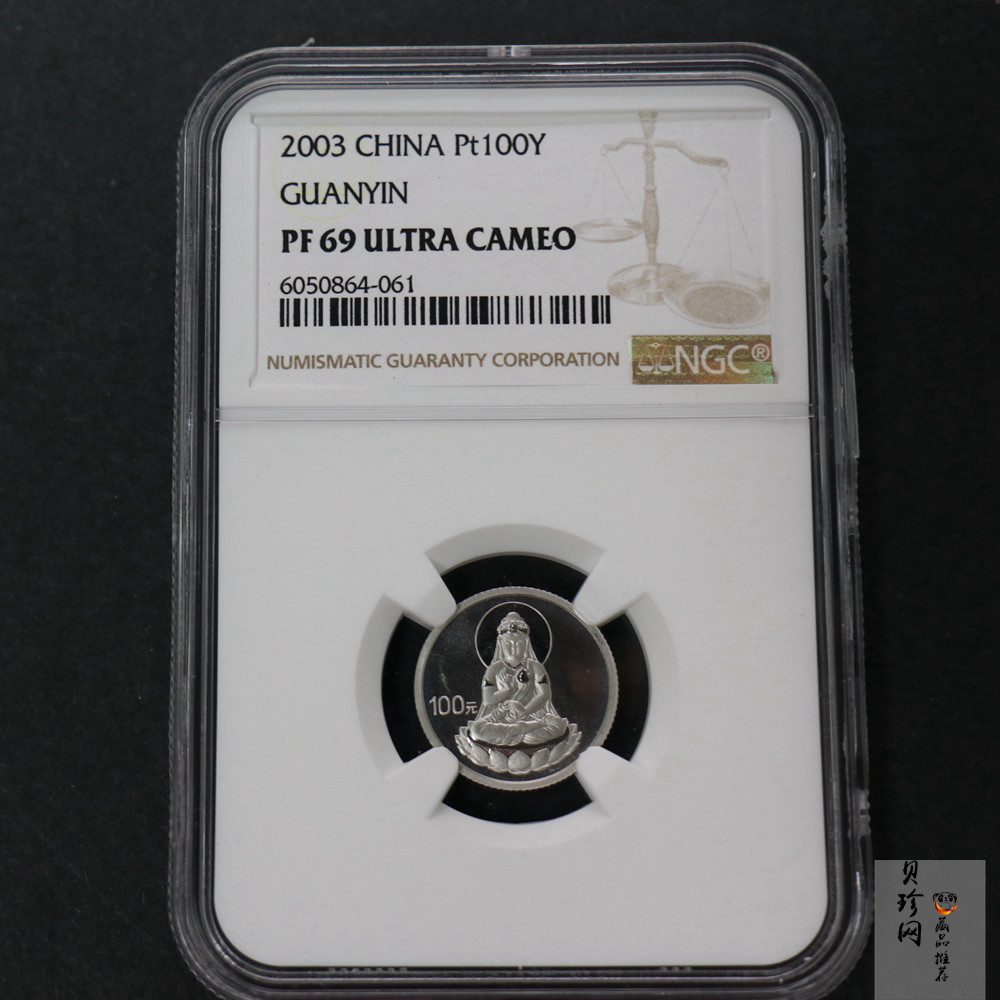 2003 CHINA Pt100Y
GUANYIN
PF 69 ULTRA CAMEO
6050864-061
NUMISMATIC GUARANTY CORPORATION
NGC®
100元
贝珍网
藏品推荐